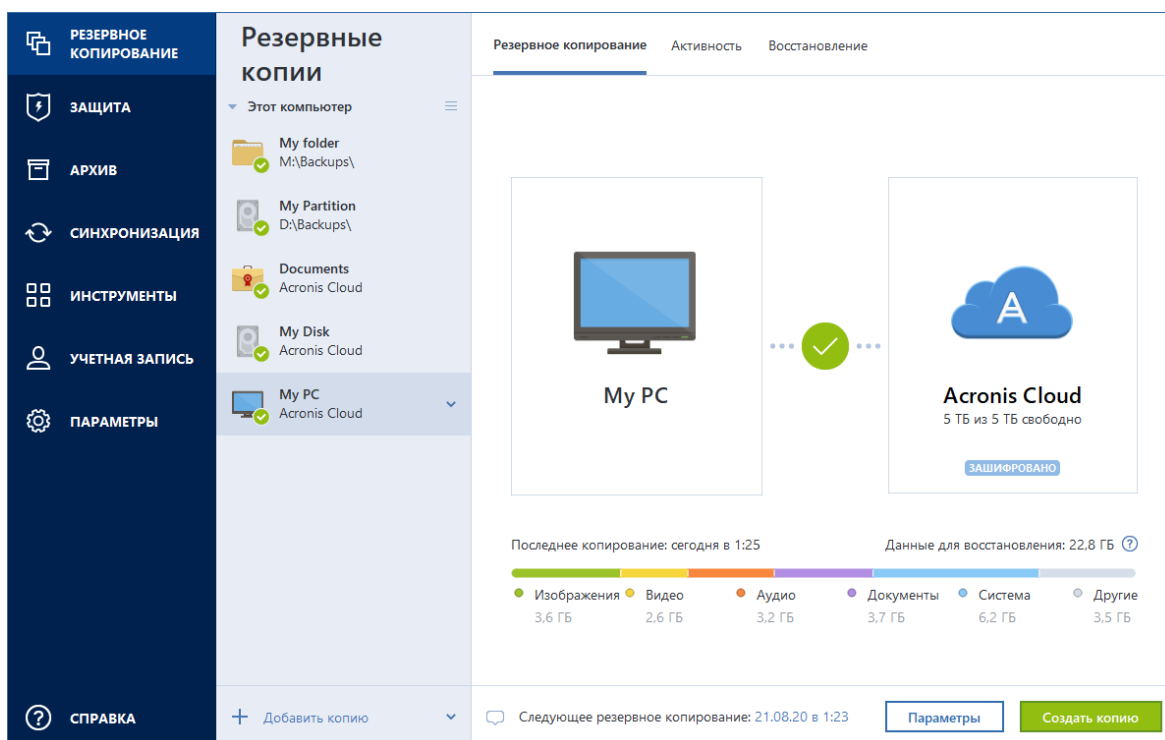 РЕЗЕРВНОЕ
КОПИРОВАНИЕ
ЗАЩИТА
АРХИВ
СИНХРОНИЗАЦИЯ
ИНСТРУМЕНТЫ
УЧЕТНАЯ ЗАПИСЬ
ПАРАМЕТРЫ
СПРАВКА
Резервные
копии
Этот компьютер
My folder
M:\Backups\
My Partition
D:\Backups\
Documents
Acronis Cloud
My Disk
Acronis Cloud
My PC
Acronis Cloud
Добавить копию
Резервное копирование Активность Восстановление
My PC
Acronis Cloud
5 ТБ из 5 ТБ свободно
ЗАШИФРОВАНО
Последнее копирование: сегодня в 1:25 Данные для восстановления: 22,8 ГБ
Изображения Видео Аудио Документы Система Другие
3,6 ГБ 2,6 ГБ 3,2 ГБ 3,7 ГБ 6,2 ГБ 3,5 ГБ
Следующее резервное копирование: 21.08.20 в 1:23 Параметры Создать копию